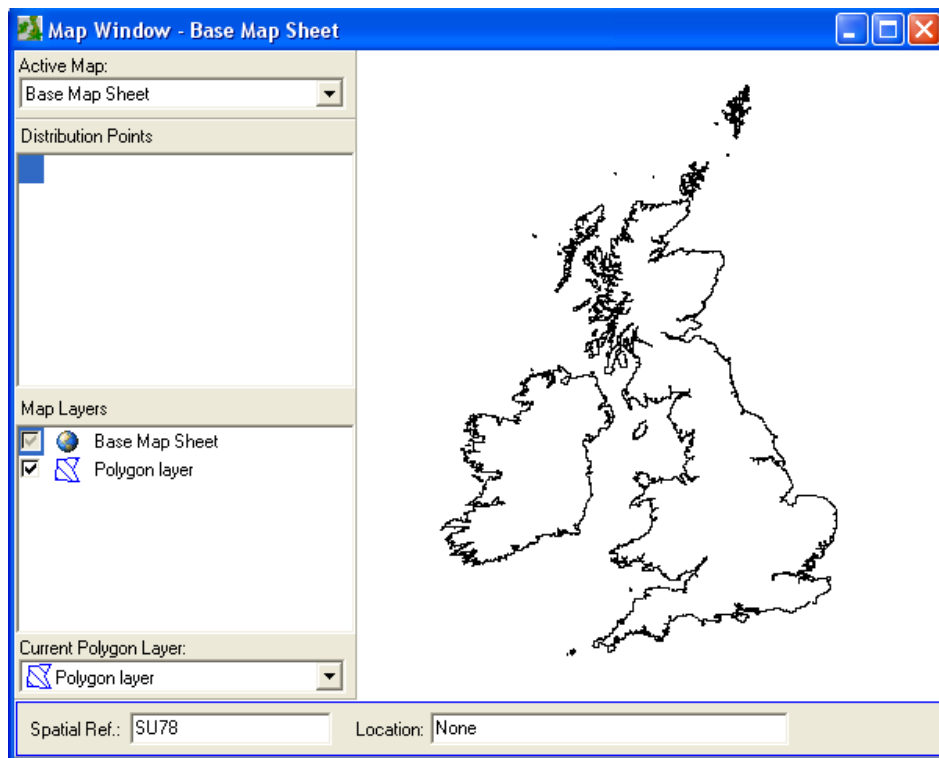 Map Window - Base Map Sheet
Active Map:
Base Map Sheet
Distribution Points
Map Layers
Base Map Sheet
Polygon layer
Current Polygon Layer:
Polygon layer
Spatial Ref.: SU78 Location: None